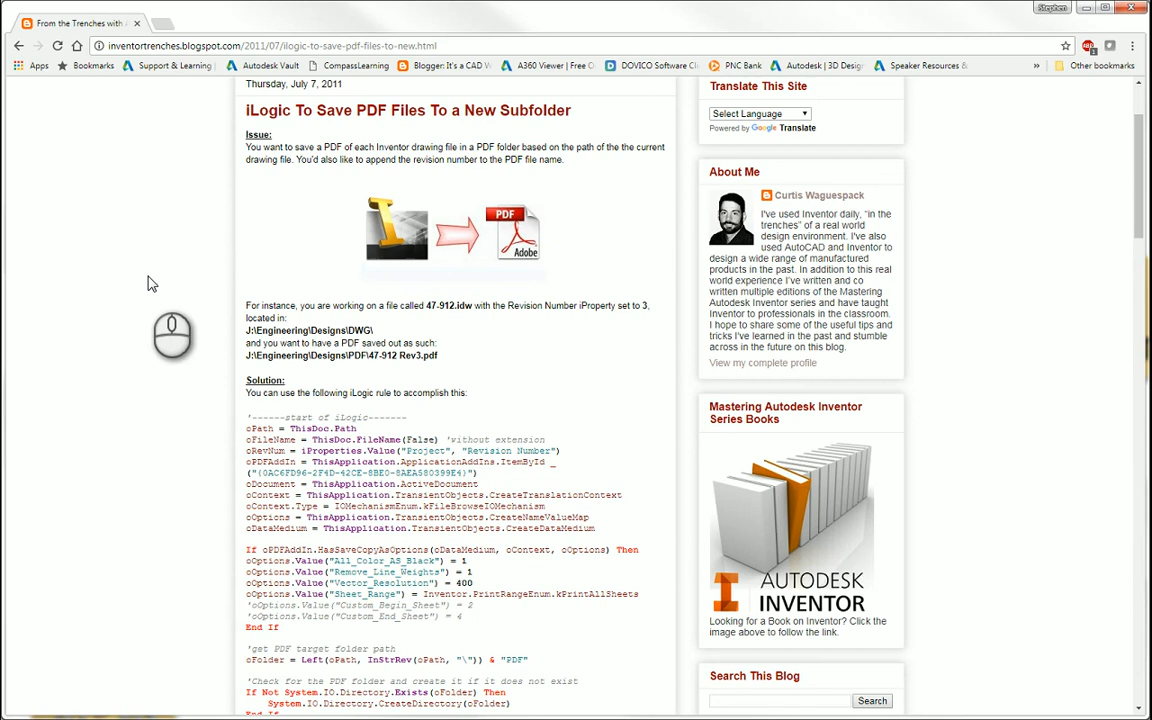 Stephen
From the Trenches with A
inventortrenches.blogspot.com/2011/07/ilogic-to-save-pdf-files-to-new.html
Apps
Bookmarks
Support & Learning
Autodesk Vault
CompassLearning
Blogger: It's a CAD W
A360 Viewer | Free O
DOVICO Software Cl
PNC Bank
Autodesk | 3D Desig
Speaker Resources &
»
Other bookmarks
Thursday, July 7, 2011
iLogic To Save PDF Files To a New Subfolder
Issue:
You want to save a PDF of each Inventor drawing file in a PDF folder based on the path of the the current
drawing file. You'd also like to append the revision number to the PDF file name.
PDF
Adobe
For instance, you are working on a file called 47-912.idw with the Revision Number iProperty set to 3,
located in:
J:\Engineering\Designs\DWG\
and you want to have a PDF saved out as such:
J:\Engineering\Designs\PDF\47-912 Rev3.pdf
Solution:
You can use the following iLogic rule to accomplish this:
'------start of iLogic-------
oPath = ThisDoc.Path
oFileName = ThisDoc.FileName(False) 'without extension
oRevNum = iProperties.Value("Project", "Revision Number")
oPDFAddIn = ThisApplication.ApplicationAddIns.ItemById _
("{0AC6FD96-2F4D-42CE-8BE0-8AEA580399E4}")
oDocument = ThisApplication.ActiveDocument
oContext = ThisApplication.TransientObjects.CreateTranslationContext
oContext.Type = IOMechanismEnum.kFileBrowseIOMechanism
oOptions = ThisApplication.TransientObjects.CreateNameValueMap
oDataMedium = ThisApplication.TransientObjects.CreateDataMedium
If oPDFAddIn.HasSaveCopyAsOptions(oDataMedium, oContext, oOptions) Then
oOptions.Value("All_Color_AS_Black") = 1
oOptions.Value("Remove_Line_Weights") = 1
oOptions.Value("Vector_Resolution") = 400
oOptions.Value("Sheet_Range") = Inventor.PrintRangeEnum.kPrintAllSheets
'oOptions.Value("Custom_Begin_Sheet") = 2
'oOptions.Value("Custom_End_Sheet") = 4
End If
'get PDF target folder path
oFolder = Left(oPath, InStrRev(oPath, "\")) & "PDF"
'Check for the PDF folder and create it if it does not exist
If Not System.IO.Directory.Exists(oFolder) Then
System.IO.Directory.CreateDirectory(oFolder)
End If
Translate This Site
Select Language
Powered by Google Translate
About Me
Curtis Waguespack
I've used Inventor daily, "in the
trenches" of a real world
design environment. I've also
used AutoCAD and Inventor to
design a wide range of manufactured
products in the past. In addition to this real
world experience I've written and co
written multiple editions of the Mastering
Autodesk Inventor series and have taught
Inventor to professionals in the classroom.
I hope to share some of the useful tips and
tricks I've learned in the past and stumble
across in the future on this blog.
View my complete profile
Mastering Autodesk Inventor
Series Books
AUTODESK
INVENTOR
Looking for a Book on Inventor? Click the
image above to follow the link.
Search This Blog
Search